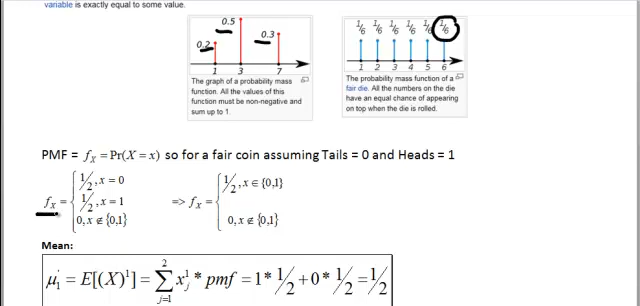 variable is exactly equal to some value.
0.5
0.2
0.3
1 3 7
The graph of a probability mass
function. All the values of this
function must be non-negative and
sum up to 1.
1/6 1/6 1/6 1/6 1/6 1/6
1 2 3 4 5 6
The probability mass function of a
fair die. All the numbers on the die
have an equal chance of appearing
on top when the die is rolled.
PMF = f_X = Pr(X = x) so for a fair coin assuming Tails = 0 and Heads = 1
f_X = { 1/2, x = 0
1/2, x = 1
0, x ∉ {0,1}
=> f_X = { 1/2, x ∈ {0,1}
0, x ∉ {0,1}
Mean:
μ'_1 = E[(X)^1] = ∑_{j=1}^{2} x_j^1 * pmf = 1* 1/2 + 0* 1/2 = 1/2